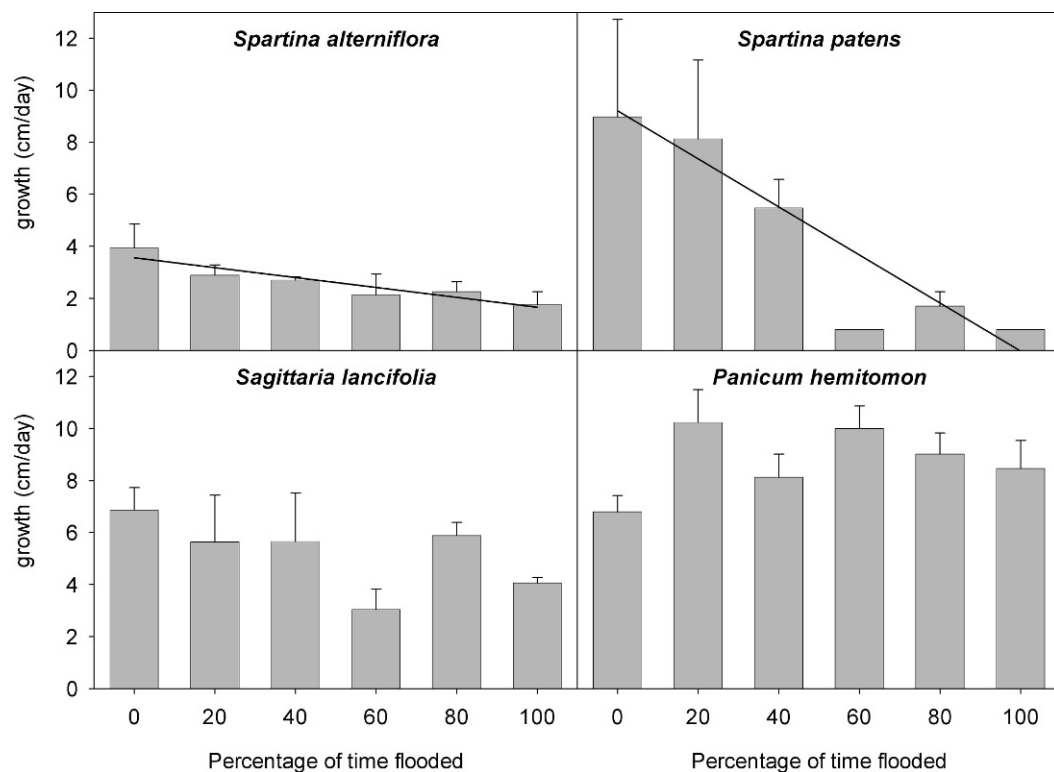 Spartina alterniflora
Spartina patens
growth (cm/day)
12
10
8
6
4
2
0
Sagittaria lancifolia
Panicum hemitomon
growth (cm/day)
12
10
8
6
4
2
0
0 20 40 60 80 100 0 20 40 60 80 100
Percentage of time flooded Percentage of time flooded